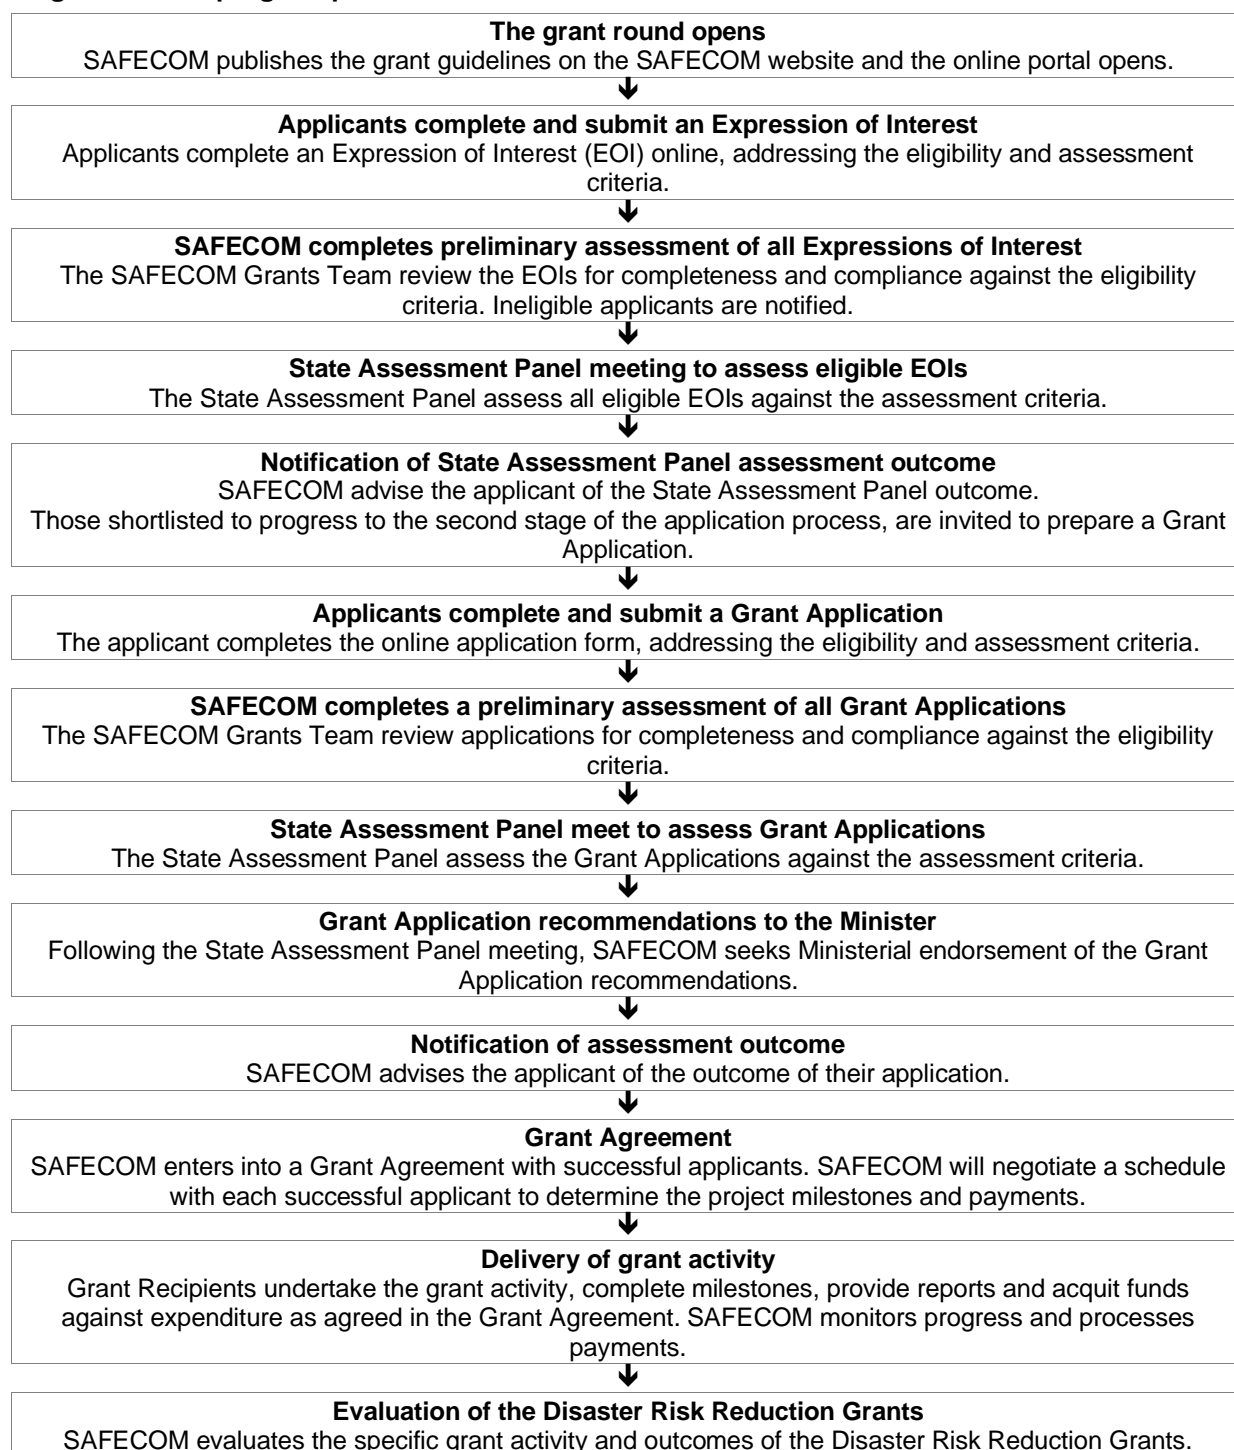 The grant round opens
SAFECOM publishes the grant guidelines on the SAFECOM website and the online portal opens.
Applicants complete and submit an Expression of Interest
Applicants complete an Expression of Interest (EOI) online, addressing the eligibility and assessment
criteria.
SAFECOM completes preliminary assessment of all Expressions of Interest
The SAFECOM Grants Team review the EOIs for completeness and compliance against the eligibility
criteria. Ineligible applicants are notified.
State Assessment Panel meeting to assess eligible EOIs
The State Assessment Panel assess all eligible EOIs against the assessment criteria.
Notification of State Assessment Panel assessment outcome
SAFECOM advise the applicant of the State Assessment Panel outcome.
Those shortlisted to progress to the second stage of the application process, are invited to prepare a Grant
Application.
Applicants complete and submit a Grant Application
The applicant completes the online application form, addressing the eligibility and assessment criteria.
SAFECOM completes a preliminary assessment of all Grant Applications
The SAFECOM Grants Team review applications for completeness and compliance against the eligibility
criteria.
State Assessment Panel meet to assess Grant Applications
The State Assessment Panel assess the Grant Applications against the assessment criteria.
Grant Application recommendations to the Minister
Following the State Assessment Panel meeting, SAFECOM seeks Ministerial endorsement of the Grant
Application recommendations.
Notification of assessment outcome
SAFECOM advises the applicant of the outcome of their application.
Grant Agreement
SAFECOM enters into a Grant Agreement with successful applicants. SAFECOM will negotiate a schedule
with each successful applicant to determine the project milestones and payments.
Delivery of grant activity
Grant Recipients undertake the grant activity, complete milestones, provide reports and acquit funds
against expenditure as agreed in the Grant Agreement. SAFECOM monitors progress and processes
payments.
Evaluation of the Disaster Risk Reduction Grants
SAFECOM evaluates the specific grant activity and outcomes of the Disaster Risk Reduction Grants.